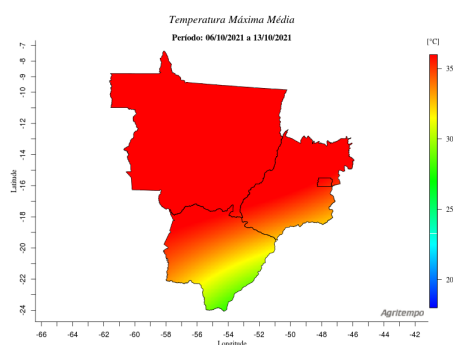 Temperatura Máxima Média
Período: 06/10/2021 a 13/10/2021
[°C]
35
30
25
20
-7
-8
-9
-11
-12
-14
-16
-18
-20
-22
-24
Latitude
Agritempo
-66 -64 -62 -60 -58 -56 -54 -52 -50 -48 -46 -44 -42
Longitude